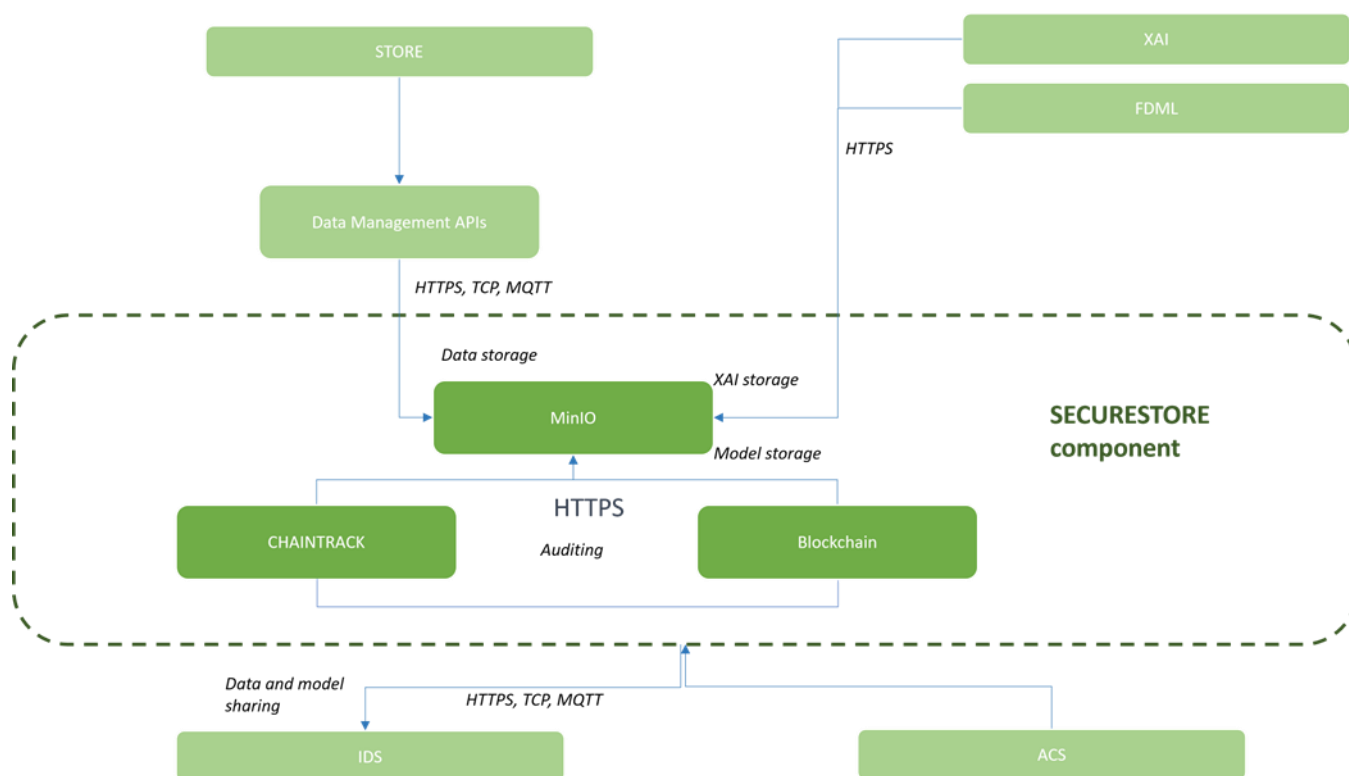 STORE
XAI
FDML
HTTPS
Data Management APIs
HTTPS, TCP, MQTT
Data storage
XAI storage
MinIO
SECURESTORE
component
Model storage
HTTPS
CHAINTRACK
Auditing
Blockchain
Data and model
sharing
HTTPS, TCP, MQTT
IDS
ACS